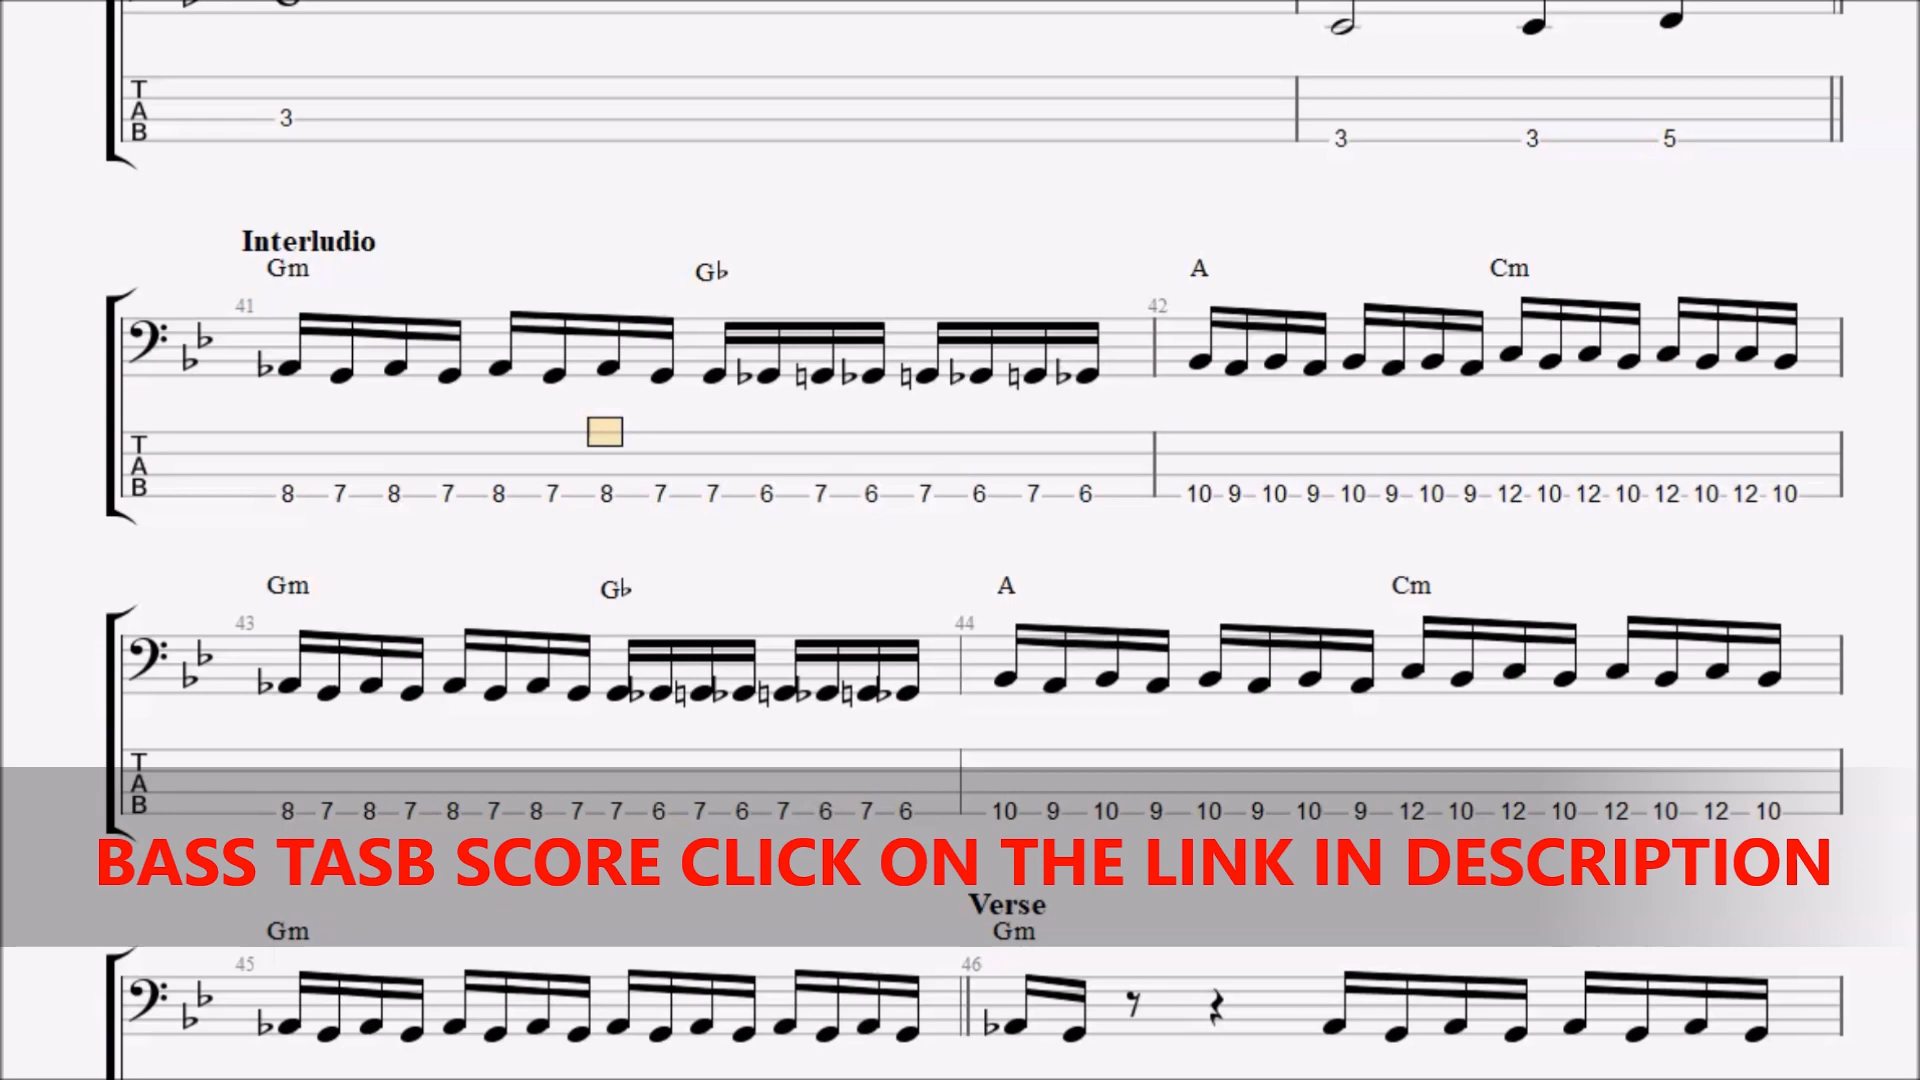 T
A
B
3
3 3 5
Interludio
Gm G♭ A Cm
41 42
T
A
B
8 7 8 7 8 7 8 7 7 6 7 6 7 6 7 6 10 9 10 9 10 9 10 9 12 10 12 10 12 10 12 10
Gm G♭ A Cm
43 44
T
A
B
8 7 8 7 8 7 8 7 7 6 7 6 7 6 7 6 10 9 10 9 10 9 10 9 12 10 12 10 12 10 12 10
BASS TASB SCORE CLICK ON THE LINK IN DESCRIPTION
Verse
Gm Gm
45 46